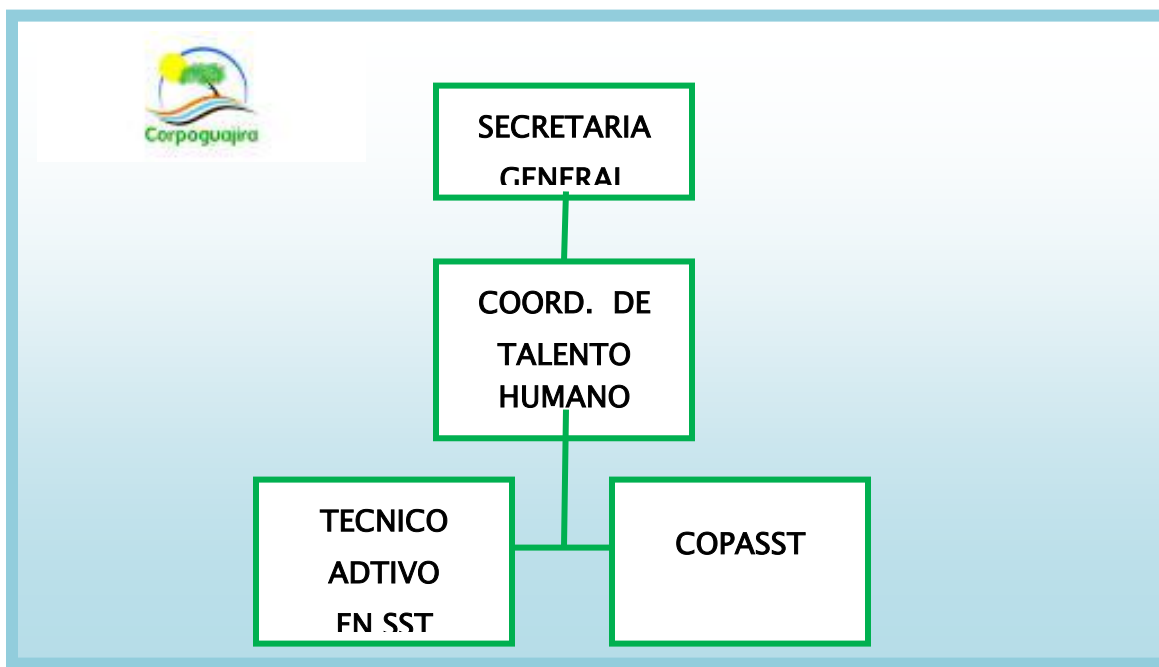 Corpoguajira
SECRETARIA
GENERAL
COORD. DE
TALENTO
HUMANO
TECNICO
ADTIVO
EN SST
COPASST